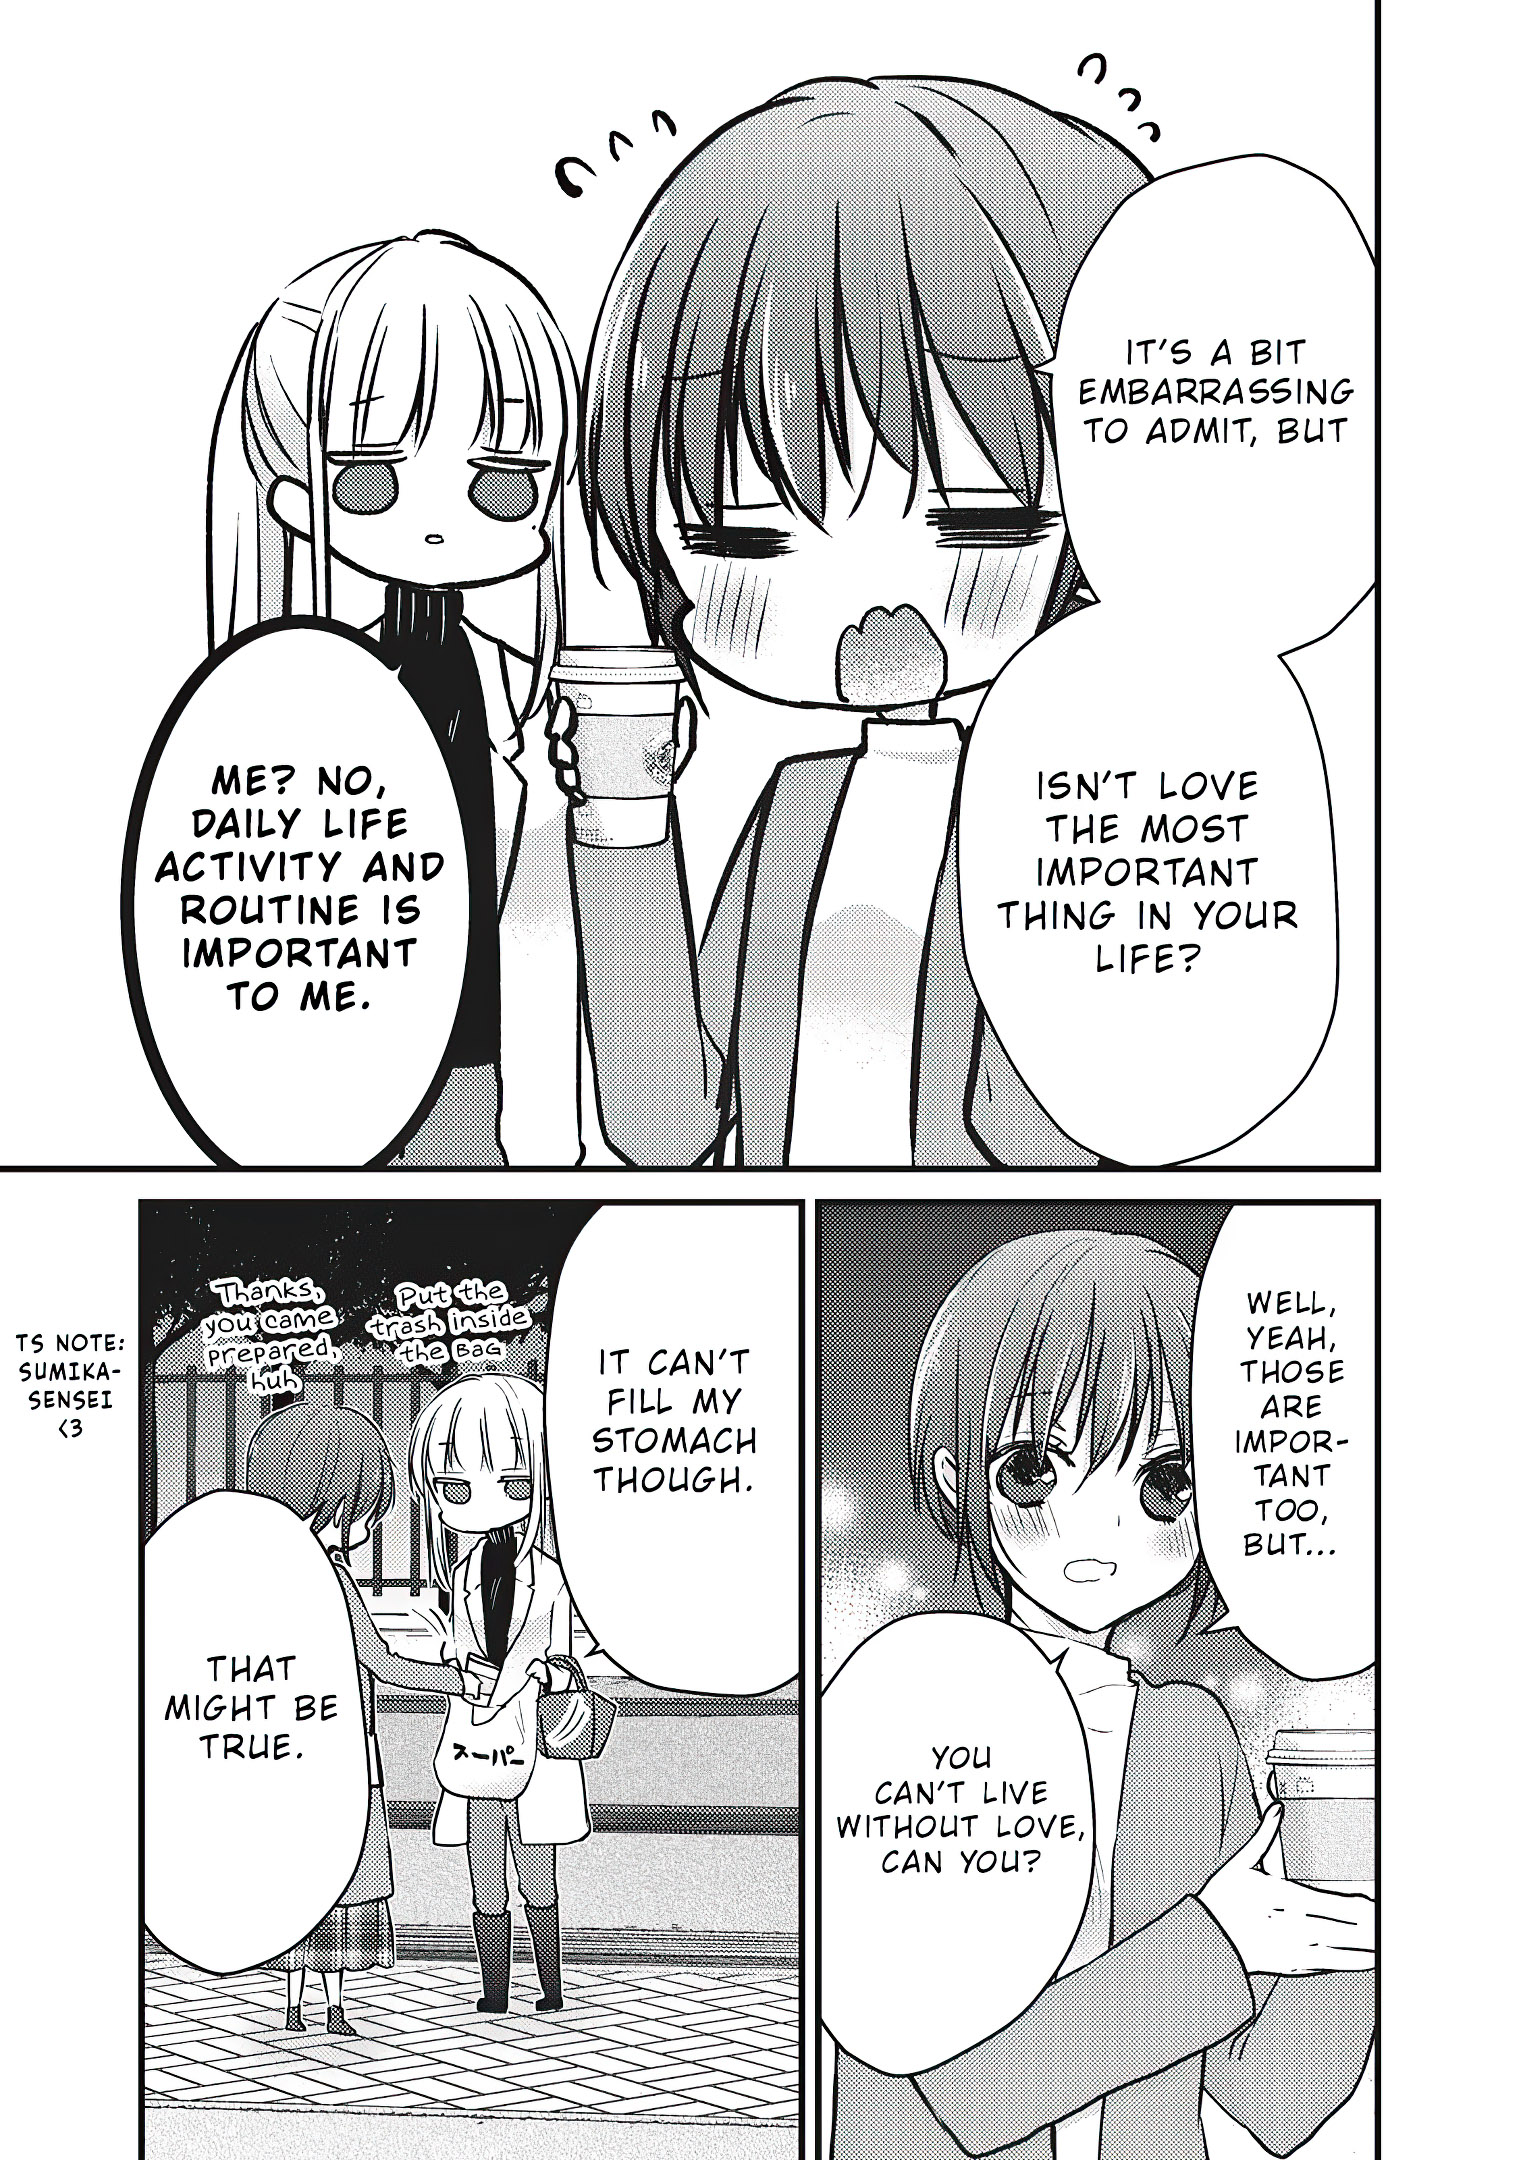 IT'S A BIT
EMBARRASSING
TO ADMIT, BUT
ISN'T LOVE
THE MOST
IMPORTANT
THING IN YOUR
LIFE?
ME? NO,
DAILY LIFE
ACTIVITY AND
ROUTINE IS
IMPORTANT
TO ME.
WELL,
YEAH,
THOSE
ARE
IMPOR-
TANT
TOO,
BUT...
YOU
CAN'T LIVE
WITHOUT LOVE,
CAN YOU?
IT CAN'T
FILL MY
STOMACH
THOUGH.
Put the
trash inside
the BAG
Thanks,
you came
prepared,
huh
スーパー
THAT
MIGHT BE
TRUE.
TS NOTE:
SUMIKA-
SENSEI
<3